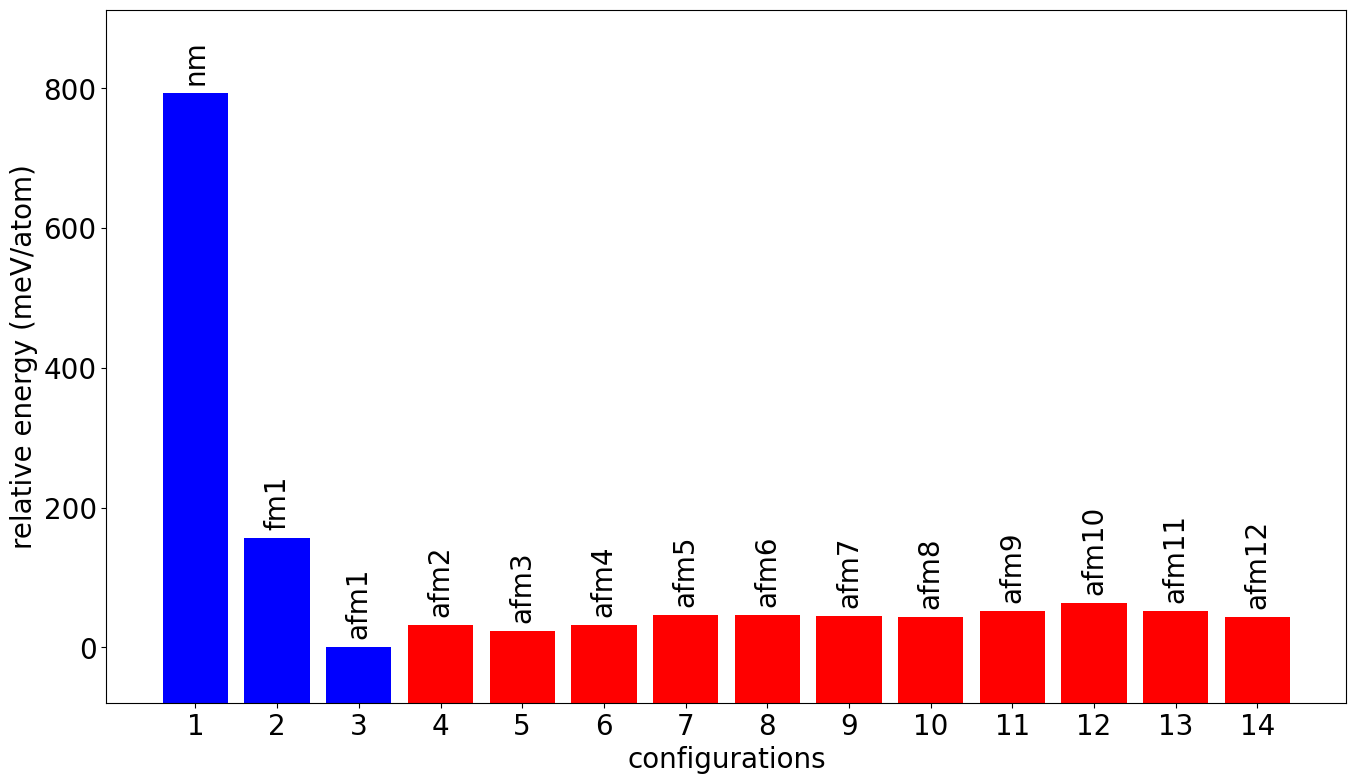 relative energy (meV/atom)
800
600
400
200
0
nm
fm1
afm1
afm2
afm3
afm4
afm5
afm6
afm7
afm8
afm9
afm10
afm11
afm12
1 2 3 4 5 6 7 8 9 10 11 12 13 14
configurations